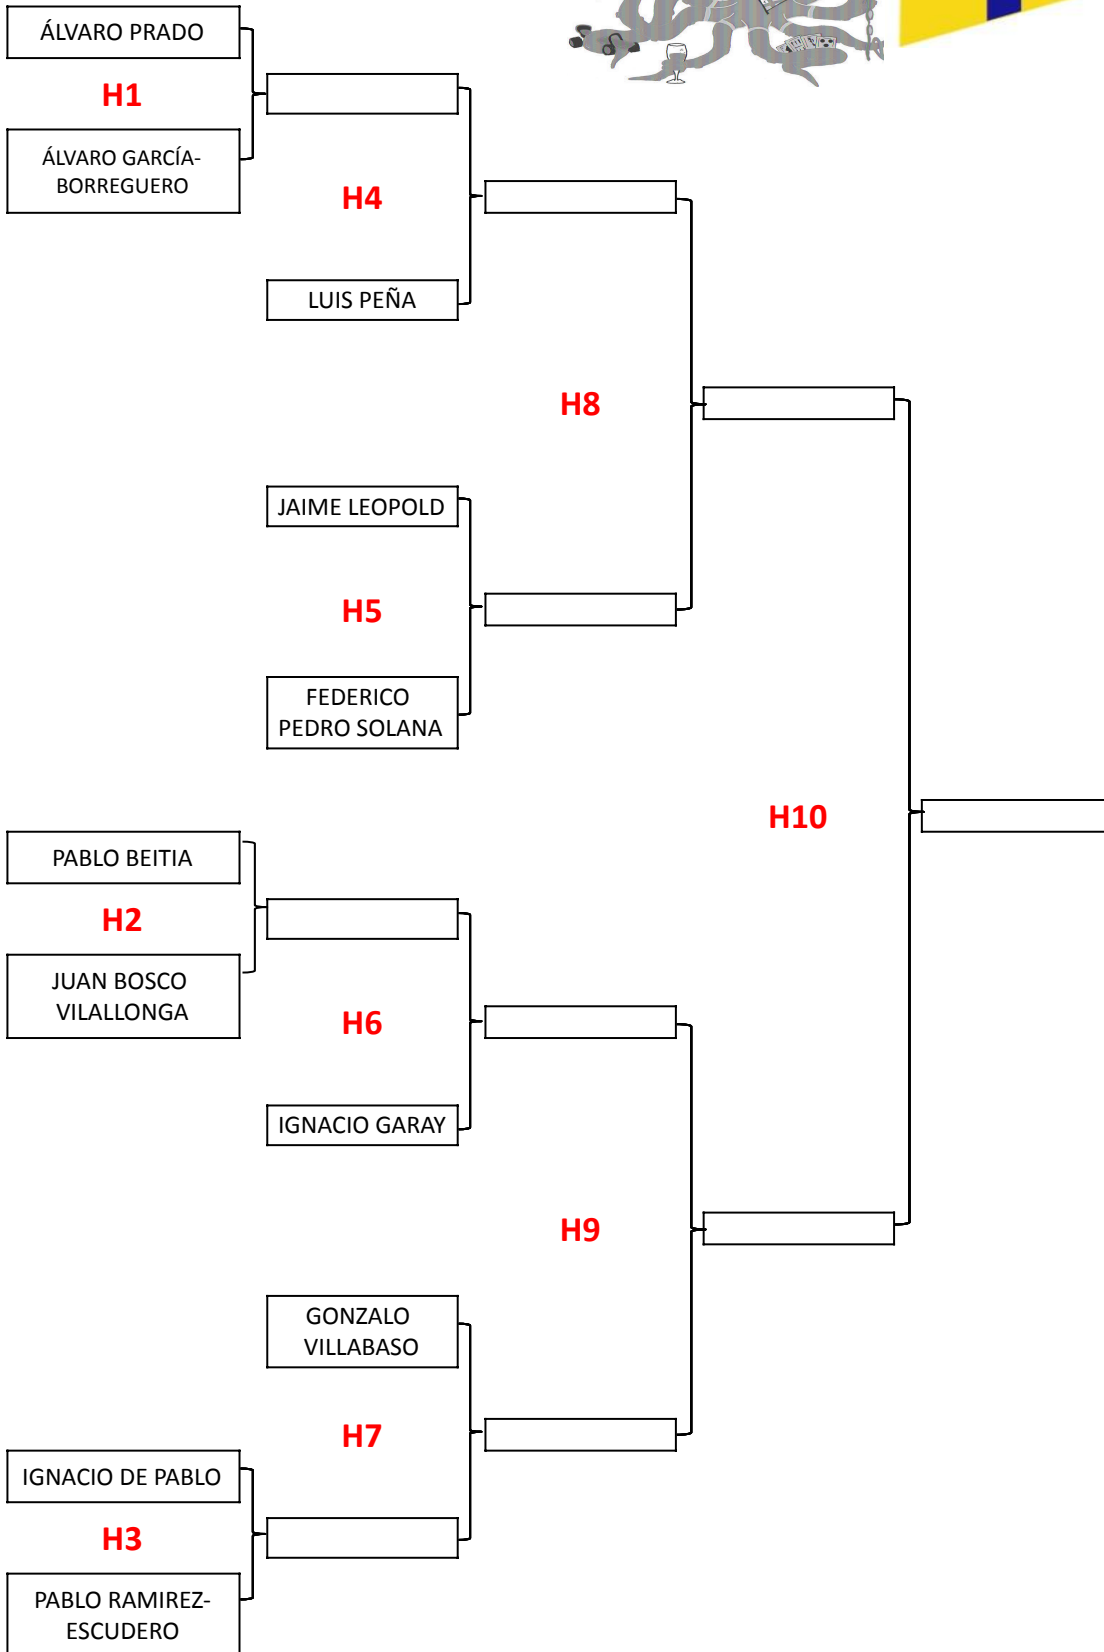 ÁLVARO PRADO
H1
ÁLVARO GARCÍA-
BORREGUERO
H4
LUIS PEÑA
H8
JAIME LEOPOLD
H5
FEDERICO
PEDRO SOLANA
H10
PABLO BEITIA
H2
JUAN BOSCO
VILALLONGA
H6
IGNACIO GARAY
H9
GONZALO
VILLABASO
H7
IGNACIO DE PABLO
H3
PABLO RAMIREZ-
ESCUDERO